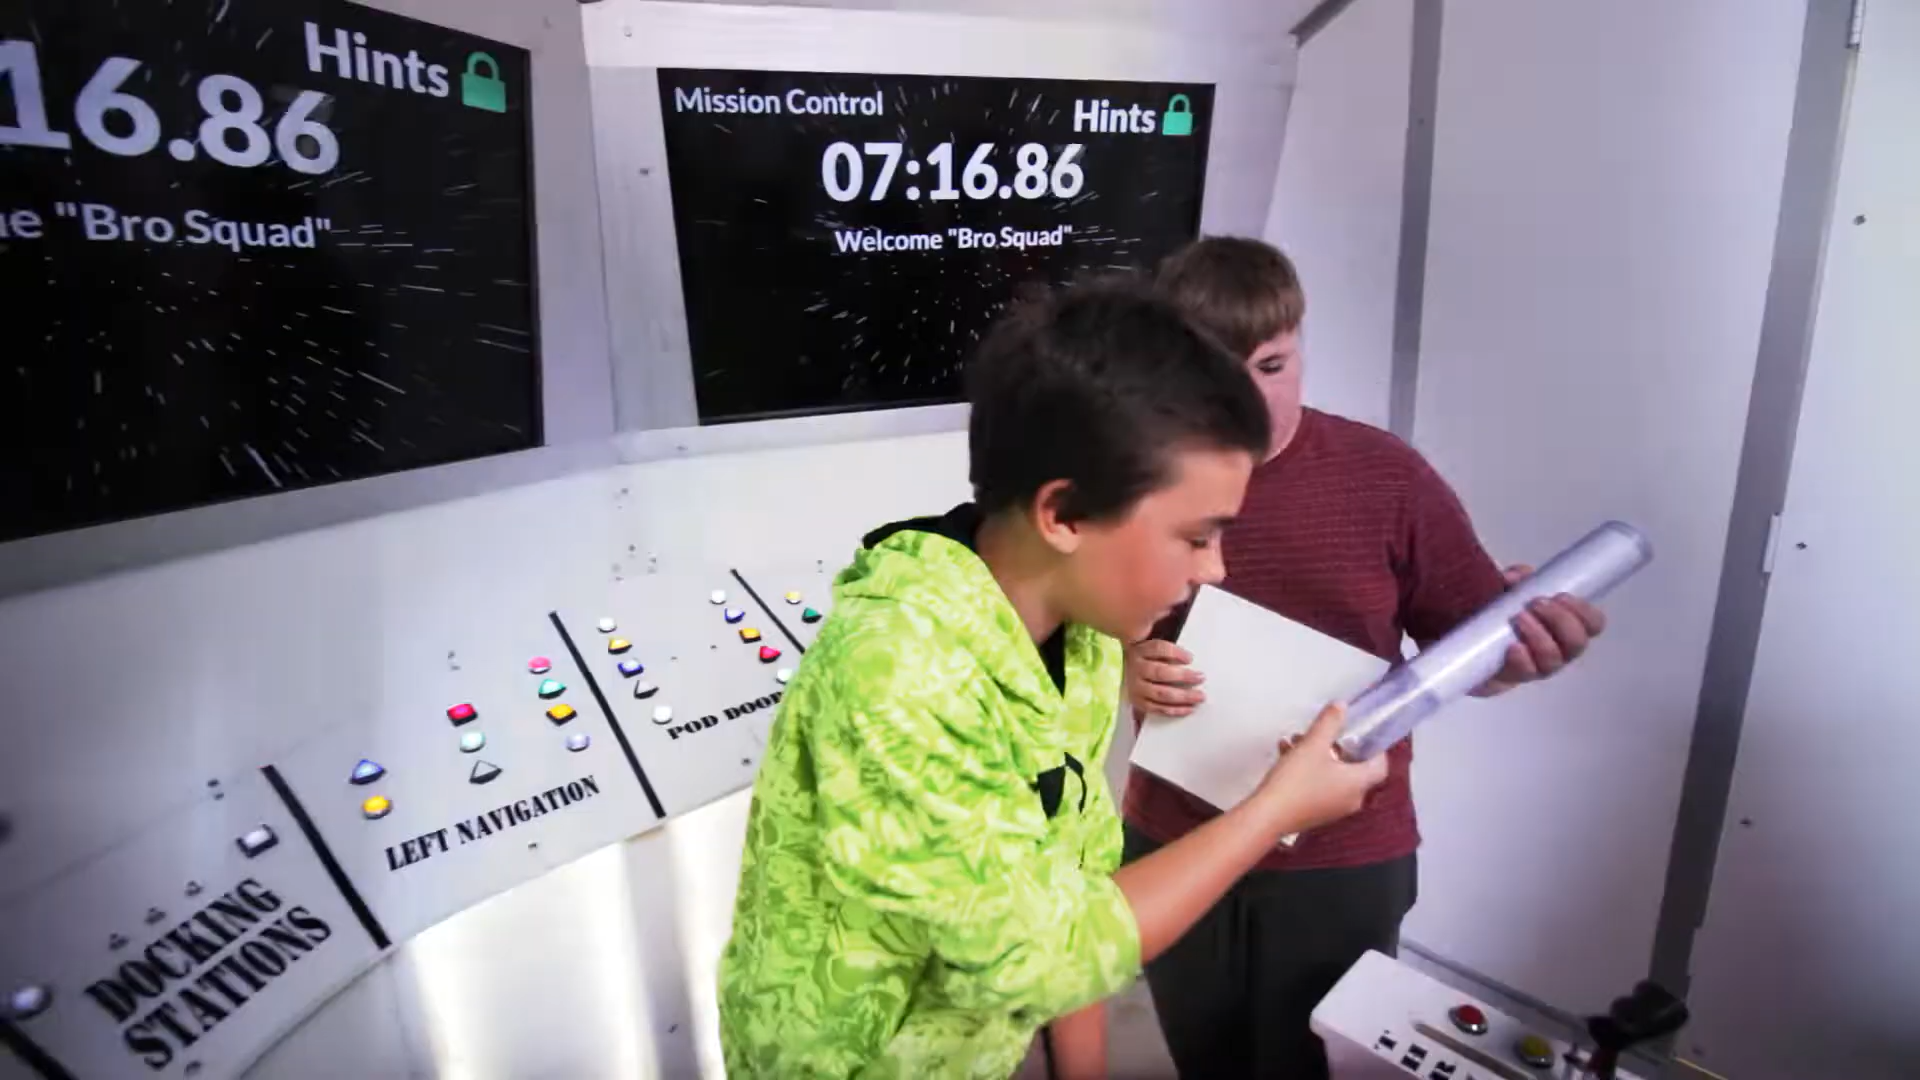 Hints
16.86
"Bro Squad"
Mission Control
Hints
07:16.86
Welcome "Bro Squad"
POD DOOR
LEFT NAVIGATION
DOCKING
STATIONS